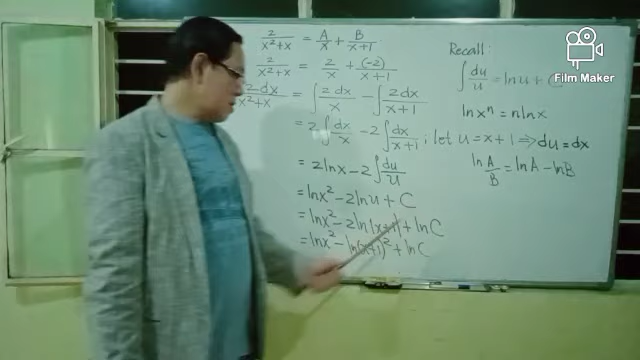 2/(x²+x) = A/x + B/(x+1)
2/(x²+x) = 2/x + (-2)/(x+1)
2dx/(x²+x) = ∫ 2dx/x - ∫ 2dx/(x+1)
= 2∫ dx/x - 2∫ dx/(x+1) ; let u = x+1 ⇒ du = dx
= 2lnx - 2∫ du/u
= lnx² - 2lnu + C
= lnx² - 2ln(x+1) + lnC
= lnx² - ln(x+1)² + lnC
Recall:
∫ du/u = lnu + C
lnxⁿ = nlnx
ln A/B = lnA - lnB
Film Maker